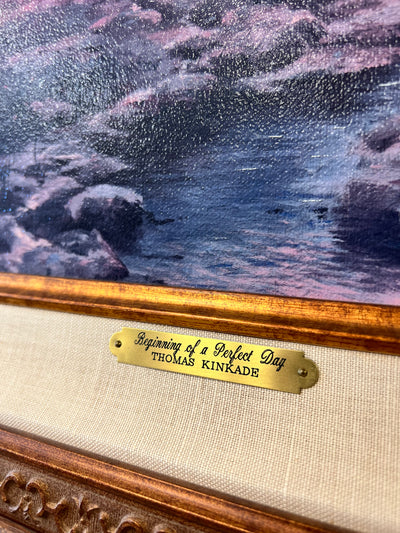 Beginning of a Perfect Day
THOMAS KINKADE